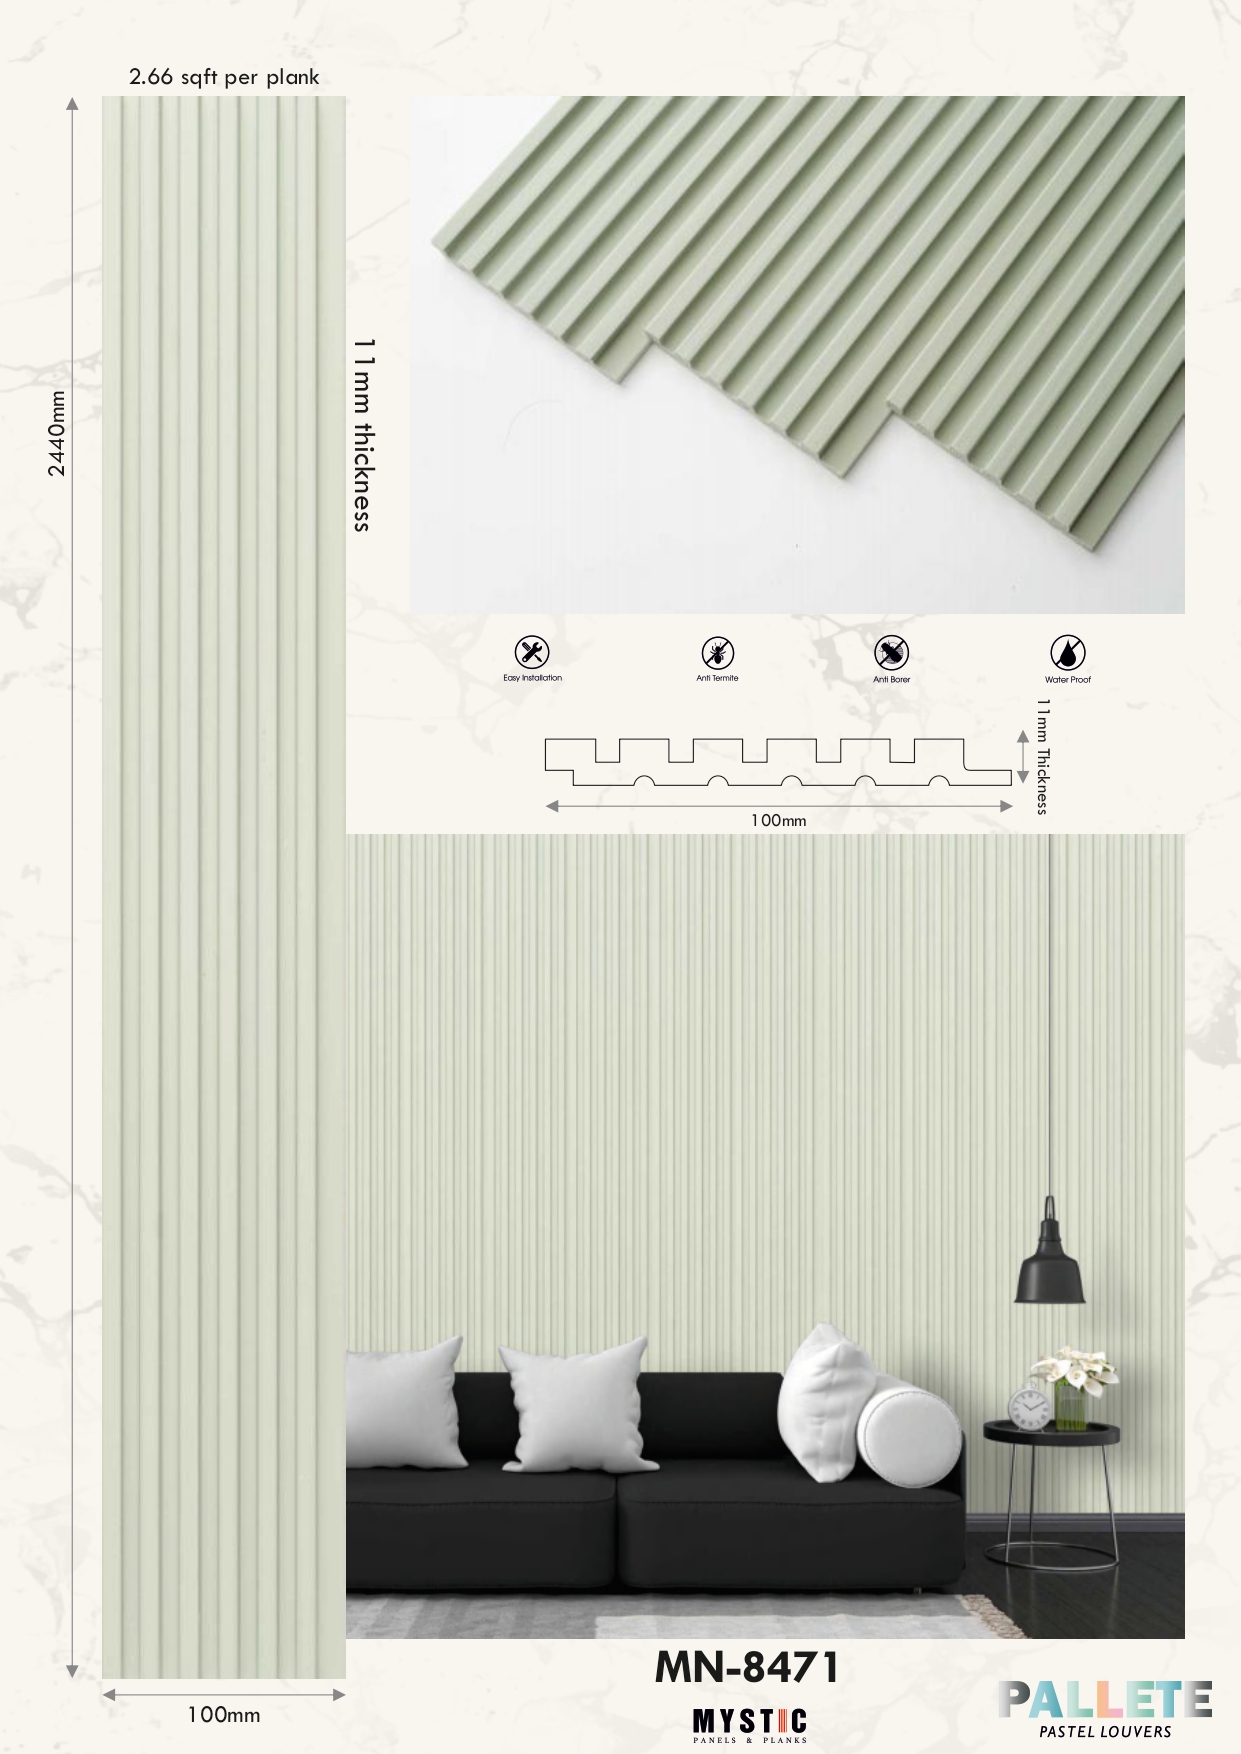 2.66 sqft per plank
2440mm
11mm thickness
Easy Installation
Anti Termite
Anti Borer
Water Proof
11mm Thickness
100mm
MN-8471
100mm
MYSTIC
PANELS & PLANKS
PALLETE
PASTEL LOUVERS